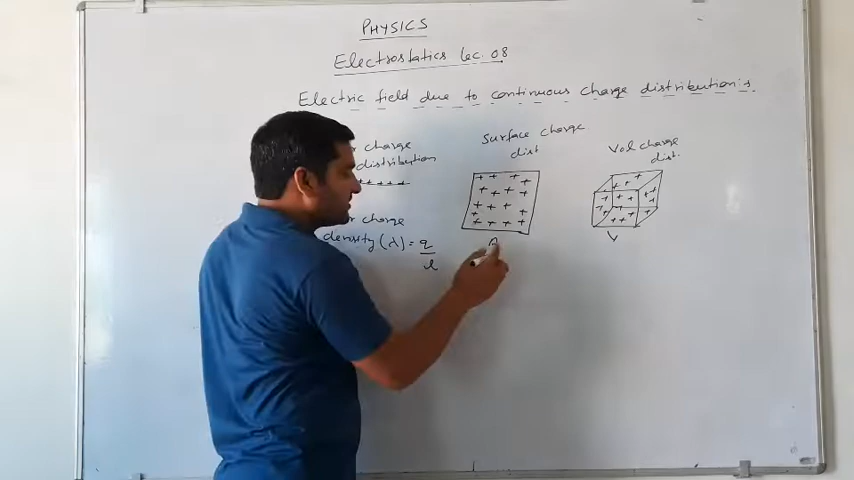 PHYSICS
Electrostatics Lec. 08
Electric field due to continuous charge distribution's.
charge
distribution
+ + + + +
charge
density (λ) = q
l
Surface charge
dist
+ + + +
+ + + +
+ + + +
+ + + + +
Vol charge
dist.
V